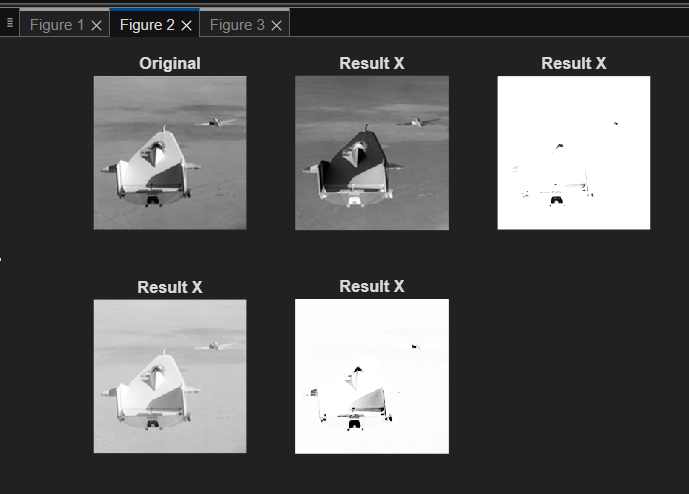 Figure 1
Figure 2
Figure 3
Original
Result X
Result X
Result X
Result X